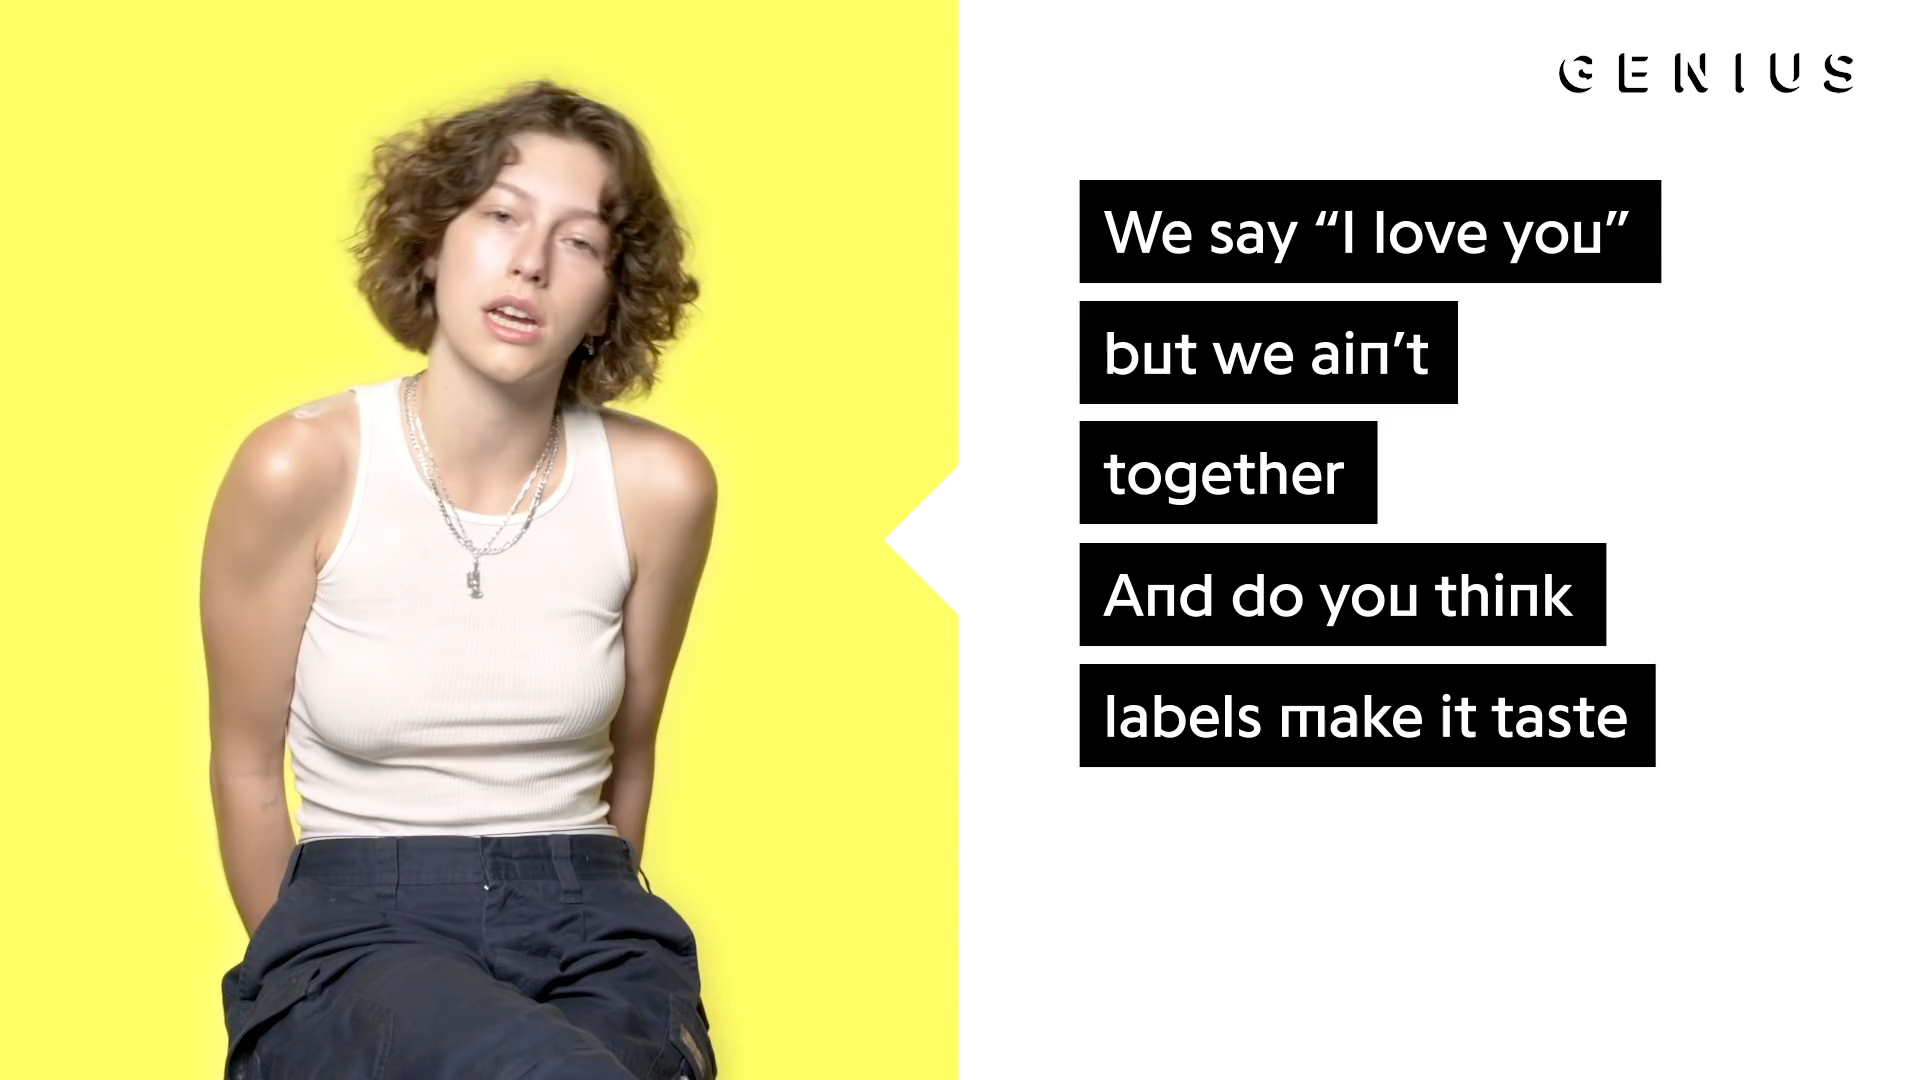 GENIUS
We say “I love you”
but we ain’t
together
And do you think
labels make it taste